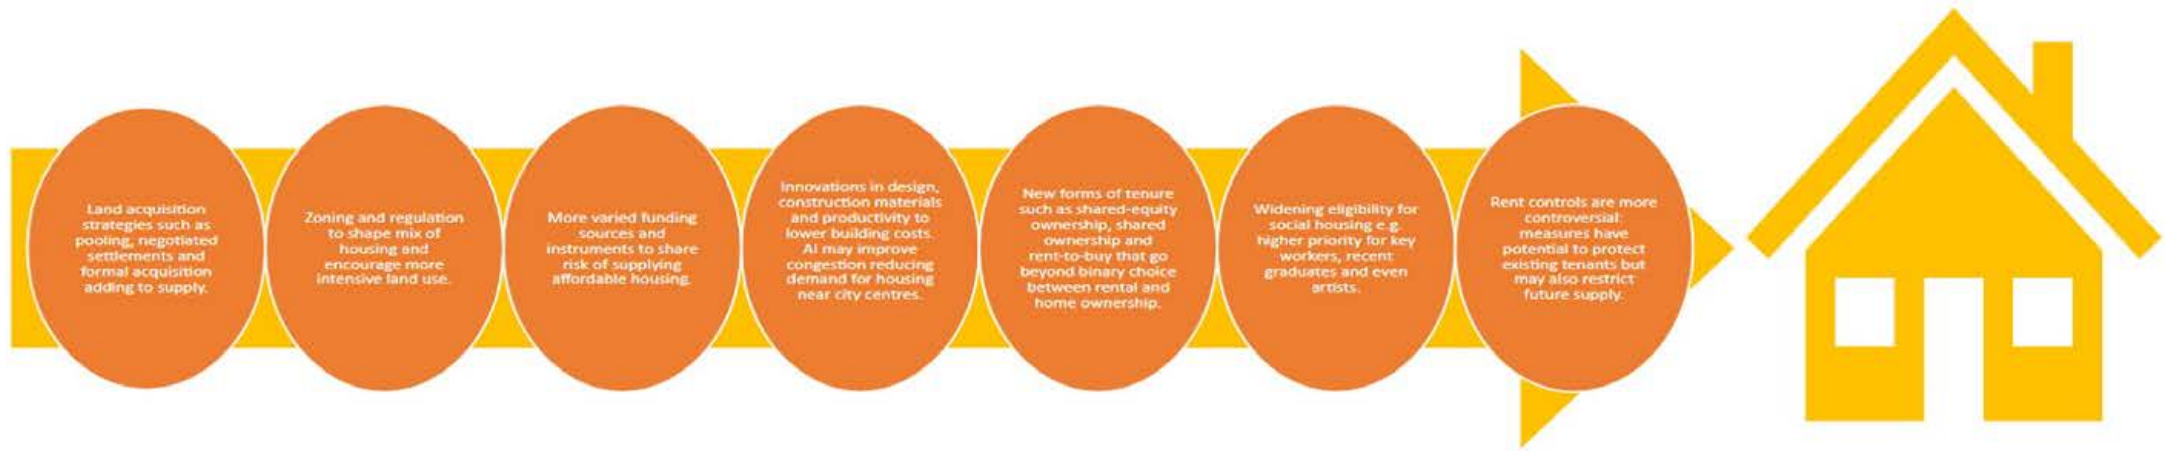 Land acquisition
strategies such as
pooling, negotiated
settlements and
formal acquisition
adding to supply.
Zoning and regulation
to shape mix of
housing and
encourage more
intensive land use.
More varied funding
sources and
instruments to share
risk of supplying
affordable housing.
Innovations in design,
construction materials
and productivity to
lower building costs.
AI may improve
congestion reducing
demand for housing
near city centres.
New forms of tenure
such as shared-equity
ownership, shared
ownership and
rent-to-buy that go
beyond binary choice
between rental and
home ownership.
Widening eligibility for
social housing e.g.
higher priority for key
workers, recent
graduates and even
artists.
Rent controls are more
controversial:
measures have
potential to protect
existing tenants but
may also restrict
future supply.